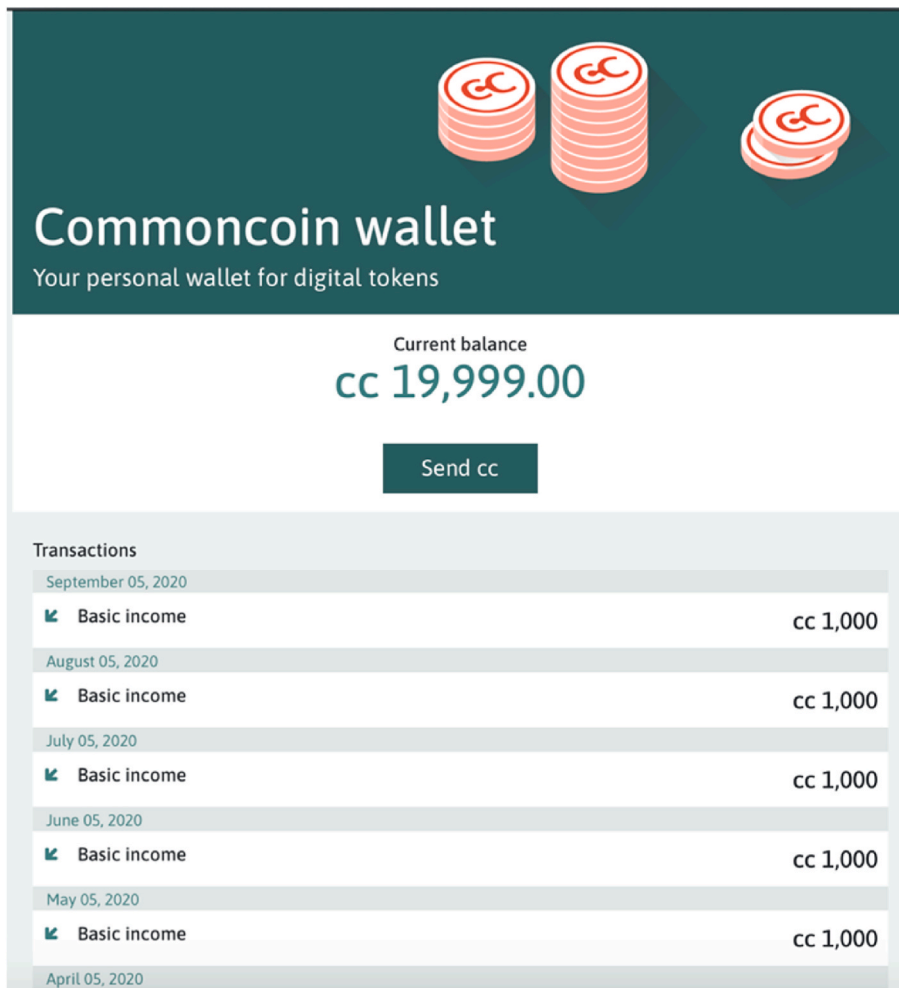 CC
CC
CC
Commoncoin wallet
Your personal wallet for digital tokens
Current balance
cc 19,999.00
Send cc
Transactions
September 05, 2020
Basic income cc 1,000
August 05, 2020
Basic income cc 1,000
July 05, 2020
Basic income cc 1,000
June 05, 2020
Basic income cc 1,000
May 05, 2020
Basic income cc 1,000
April 05, 2020